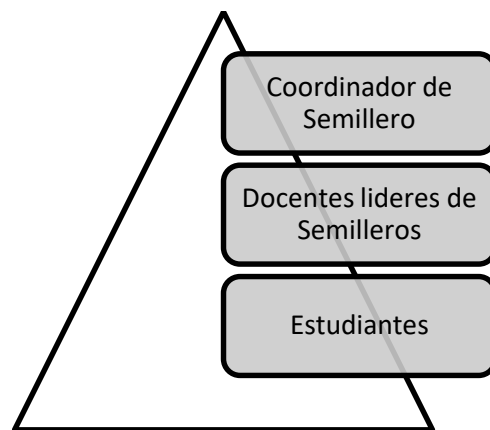 Coordinador de
Semillero
Docentes lideres de
Semilleros
Estudiantes